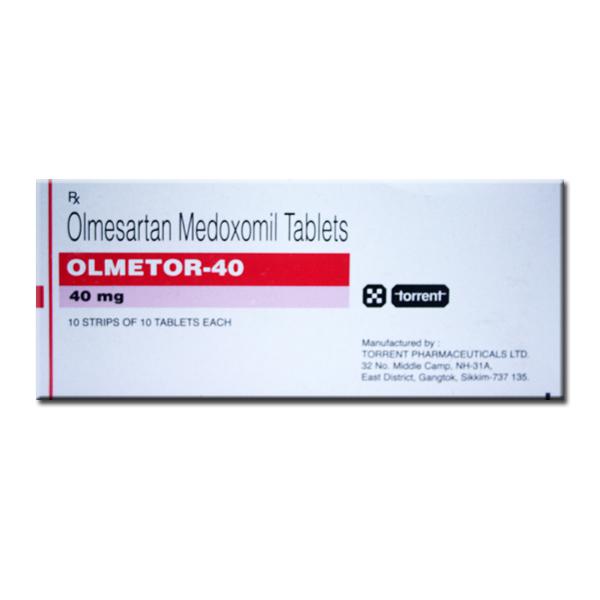 Rx
Olmesartan Medoxomil Tablets
OLMETOR-40
40 mg
10 STRIPS OF 10 TABLETS EACH
torrent
Manufactured by :
TORRENT PHARMACEUTICALS LTD.
32 No. Middle Camp, NH-31A,
East District, Gangtok, Sikkim-737 135.